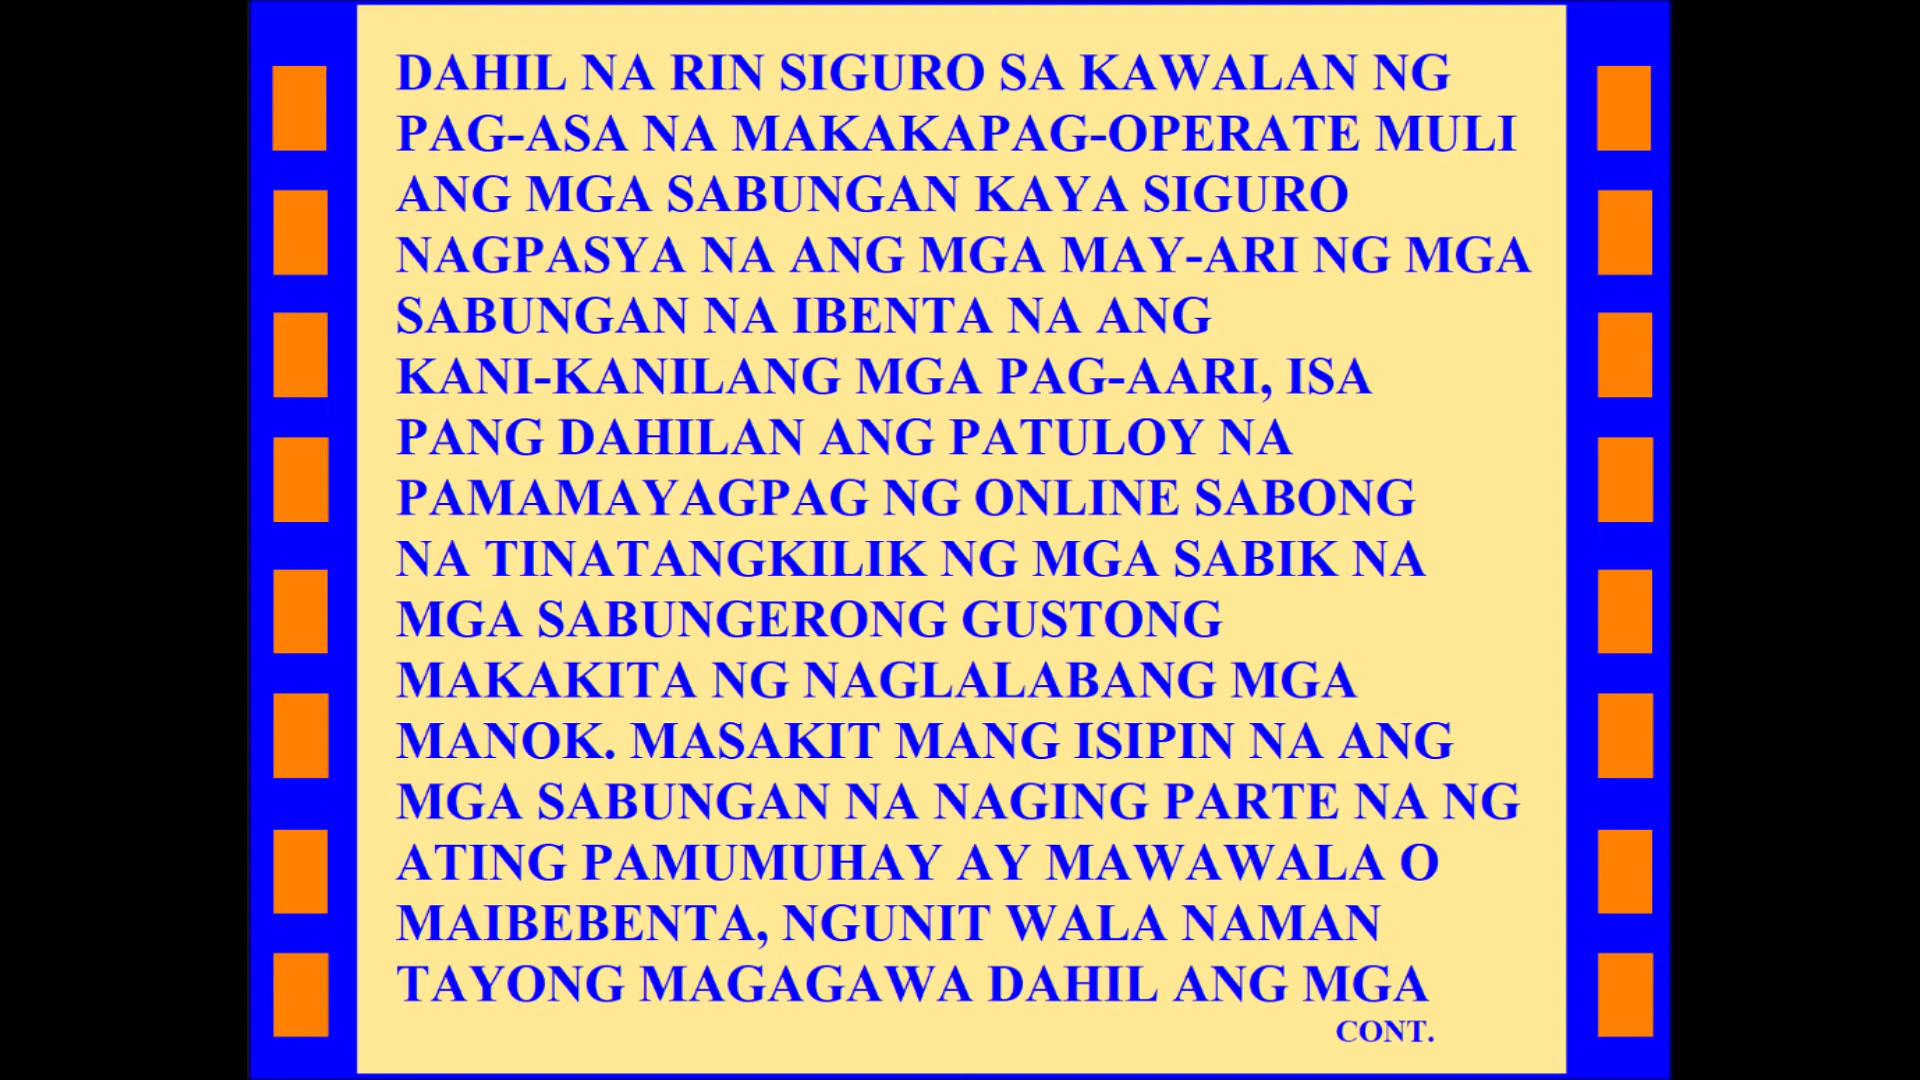 DAHIL NA RIN SIGURO SA KAWALAN NG
PAG-ASA NA MAKAKAPAG-OPERATE MULI
ANG MGA SABUNGAN KAYA SIGURO
NAGPASYA NA ANG MGA MAY-ARI NG MGA
SABUNGAN NA IBENTA NA ANG
KANI-KANILANG MGA PAG-AARI, ISA
PANG DAHILAN ANG PATULOY NA
PAMAMAYAGPAG NG ONLINE SABONG
NA TINATANGKILIK NG MGA SABIK NA
MGA SABUNGERONG GUSTONG
MAKAKITA NG NAGLALABANG MGA
MANOK. MASAKIT MANG ISIPIN NA ANG
MGA SABUNGAN NA NAGING PARTE NA NG
ATING PAMUMUHAY AY MAWAWALA O
MAIBEBENTA, NGUNIT WALA NAMAN
TAYONG MAGAGAWA DAHIL ANG MGA
CONT.